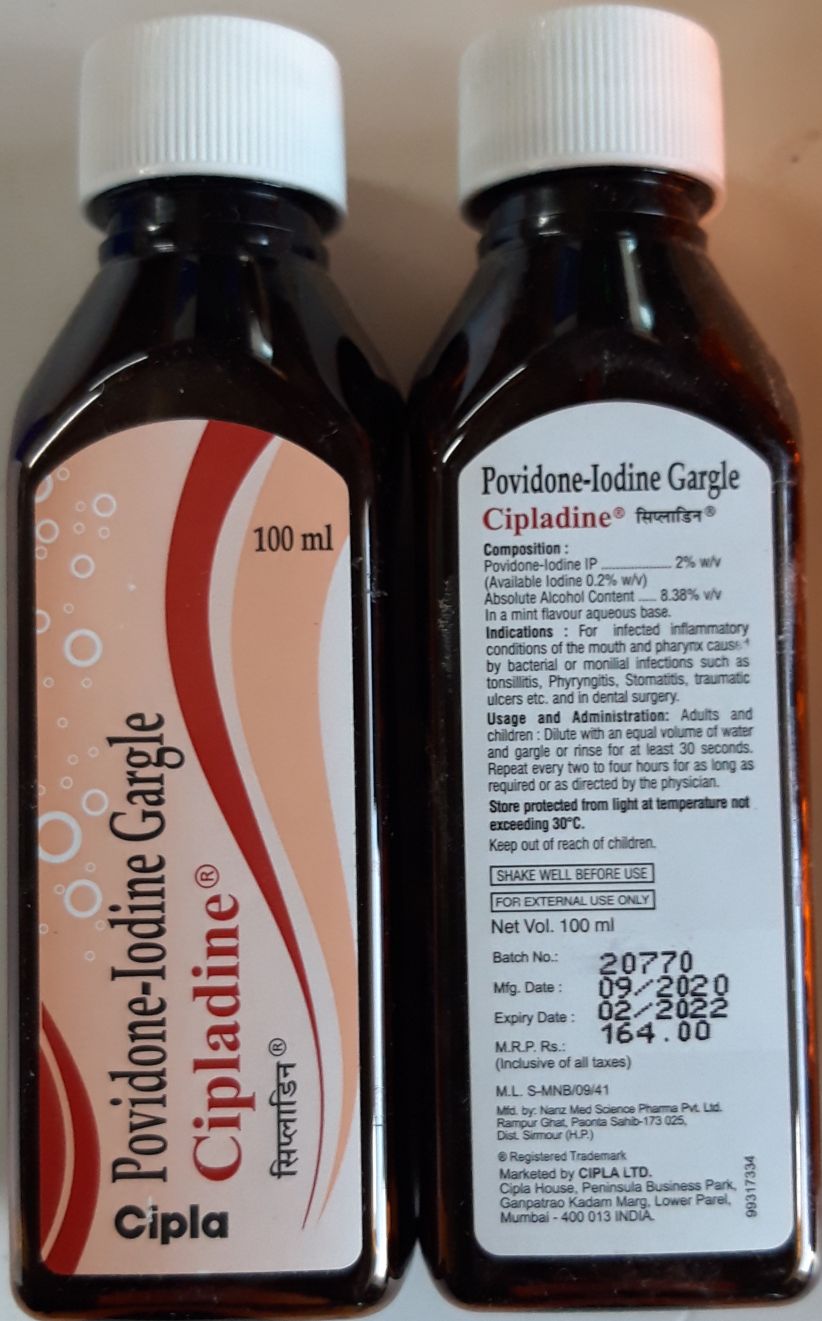 100 ml
Povidone-Iodine Gargle
Cipladine®
सिप्लाडिन®
Cipla
Povidone-Iodine Gargle
Cipladine® सिप्लाडिन®
Composition :
Povidone-Iodine IP .................... 2% w/v
(Available Iodine 0.2% w/v)
Absolute Alcohol Content ..... 8.38% v/v
In a mint flavour aqueous base.
Indications : For infected inflammatory
conditions of the mouth and pharynx
by bacterial or monilial infections such as
tonsillitis, Phyryngitis, Stomatitis, traumatic
ulcers etc. and in dental surgery.
Usage and Administration: Adults and
children : Dilute with an equal volume of water
and gargle or rinse for at least 30 seconds.
Repeat every two to four hours for as long as
required or as directed by the physician.
Store protected from light at temperature not
exceeding 30°C.
Keep out of reach of children.
SHAKE WELL BEFORE USE
FOR EXTERNAL USE ONLY
Net Vol. 100 ml
Batch No.: 20770
Mfg. Date : 09/2020
Expiry Date : 02/2022
M.R.P. Rs.: 164.00
(Inclusive of all taxes)
M.L. S-MNB/09/41
Mfd. by: Nanz Med Science Pharma Pvt. Ltd.
Rampur Ghat, Paonta Sahib-173 025,
Dist. Sirmour (H.P.)
® Registered Trademark
Marketed by CIPLA LTD.
Cipla House, Peninsula Business Park,
Ganpatrao Kadam Marg, Lower Parel,
Mumbai - 400 013 INDIA.
99317334